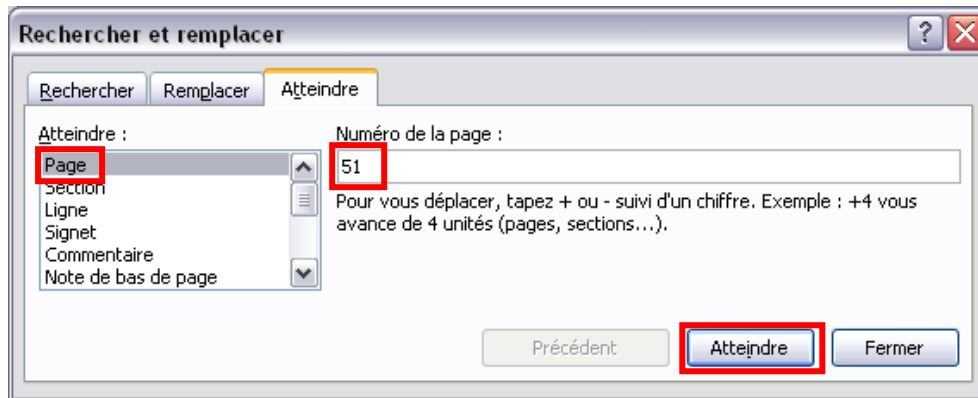 Rechercher et remplacer
Rechercher Remplacer Atteindre
Atteindre :
Page
Section
Ligne
Signet
Commentaire
Note de bas de page
Numéro de la page :
51
Pour vous déplacer, tapez + ou - suivi d'un chiffre. Exemple : +4 vous
avance de 4 unités (pages, sections...).
Précédent Atteindre Fermer